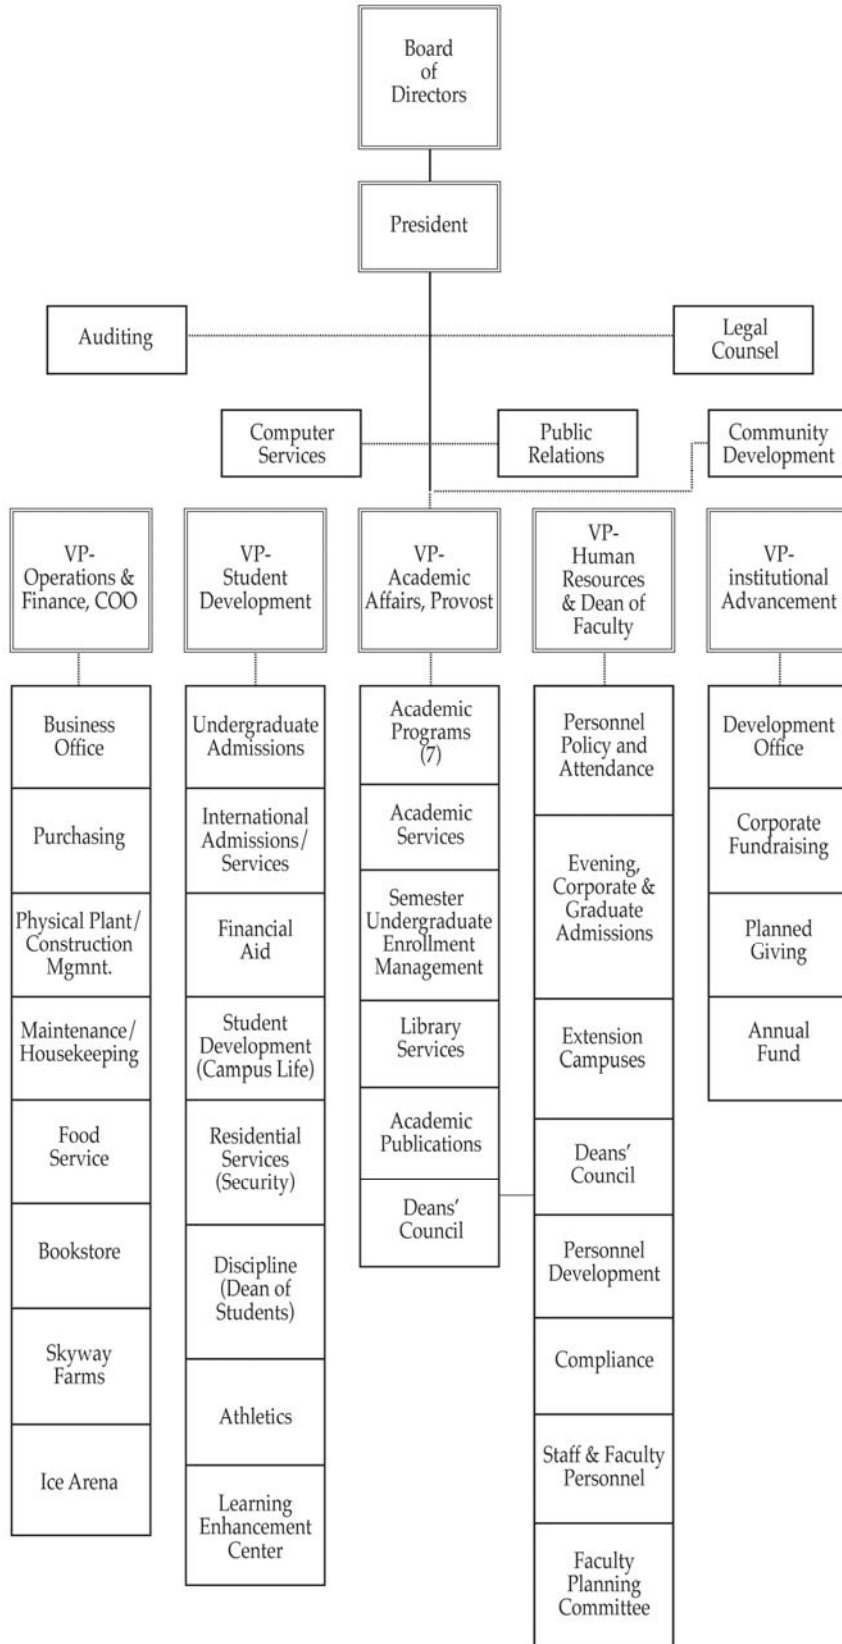 Board
of
Directors
President
Auditing
Legal
Counsel
Computer
Services
Public
Relations
Community
Development
VP-
Operations &
Finance, COO
VP-
Student
Development
VP-
Academic
Affairs, Provost
VP-
Human
Resources
& Dean of
Faculty
VP-
institutional
Advancement
Business
Office
Purchasing
Physical Plant/
Construction
Mgmnt.
Maintenance/
Housekeeping
Food
Service
Bookstore
Skyway
Farms
Ice Arena
Undergraduate
Admissions
International
Admissions/
Services
Financial
Aid
Student
Development
(Campus Life)
Residential
Services
(Security)
Discipline
(Dean of
Students)
Athletics
Learning
Enhancement
Center
Academic
Programs
(7)
Academic
Services
Semester
Undergraduate
Enrollment
Management
Library
Services
Academic
Publications
Deans'
Council
Personnel
Policy and
Attendance
Evening,
Corporate &
Graduate
Admissions
Extension
Campuses
Deans'
Council
Personnel
Development
Compliance
Staff & Faculty
Personnel
Faculty
Planning
Committee
Development
Office
Corporate
Fundraising
Planned
Giving
Annual
Fund